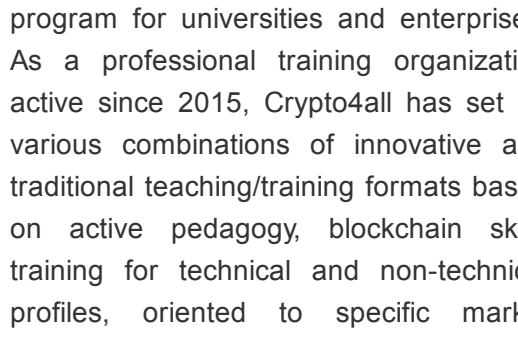 program for universities and enterprise
As a professional training organizati
active since 2015, Crypto4all has set
various combinations of innovative a
traditional teaching/training formats bas
on active pedagogy, blockchain sk
training for technical and non-technic
profiles, oriented to specific mark